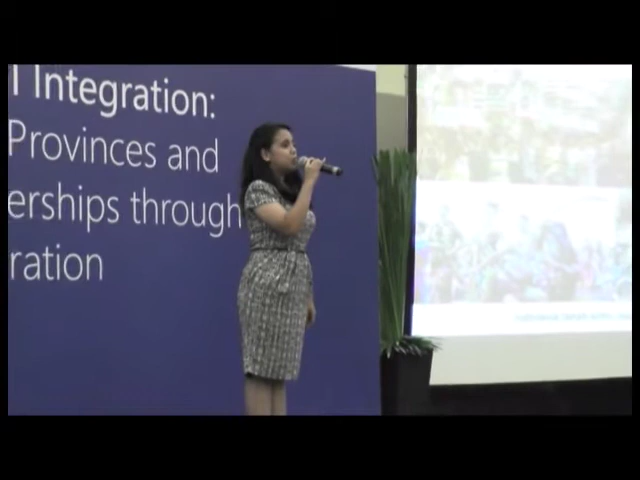 Integration:
Provinces and
erships through
ration